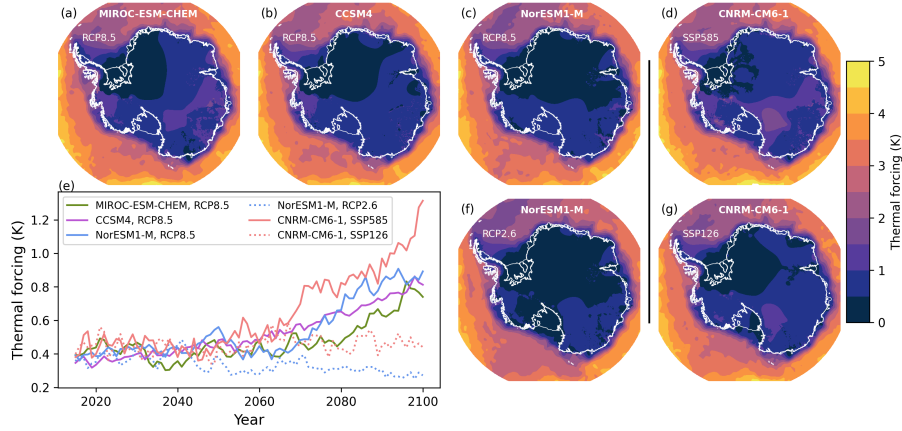 (a) MIROC-ESM-CHEM
RCP8.5
(b) CCSM4
RCP8.5
(c) NorESM1-M
RCP8.5
(d) CNRM-CM6-1
SSP585
(e)
MIROC-ESM-CHEM, RCP8.5
CCSM4, RCP8.5
NorESM1-M, RCP8.5
NorESM1-M, RCP2.6
CNRM-CM6-1, SSP585
CNRM-CM6-1, SSP126
Thermal forcing (K)
1.2
1.0
0.8
0.6
0.4
0.2
2020
2040
2060
2080
2100
Year
(f) NorESM1-M
RCP2.6
(g) CNRM-CM6-1
SSP126
5
4
3
2
1
0
Thermal forcing (K)